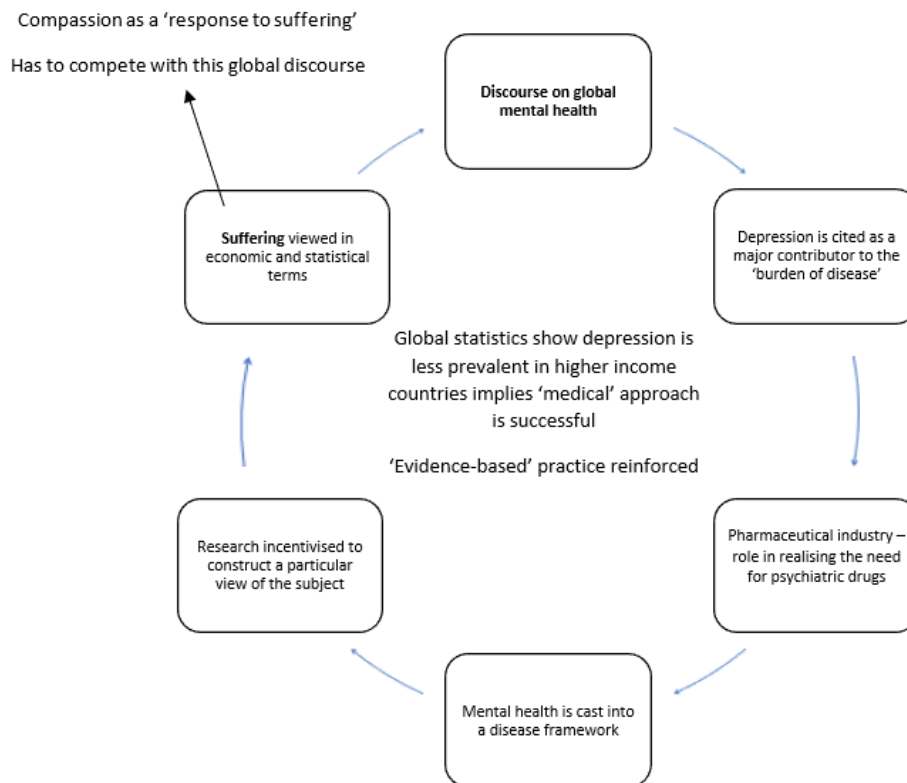 Compassion as a ‘response to suffering’
Has to compete with this global discourse
Discourse on global
mental health
Depression is cited as a
major contributor to the
‘burden of disease’
Pharmaceutical industry –
role in realising the need
for psychiatric drugs
Mental health is cast into
a disease framework
Research incentivised to
construct a particular
view of the subject
Suffering viewed in
economic and statistical
terms
Global statistics show depression is
less prevalent in higher income
countries implies ‘medical’ approach
is successful
‘Evidence-based’ practice reinforced